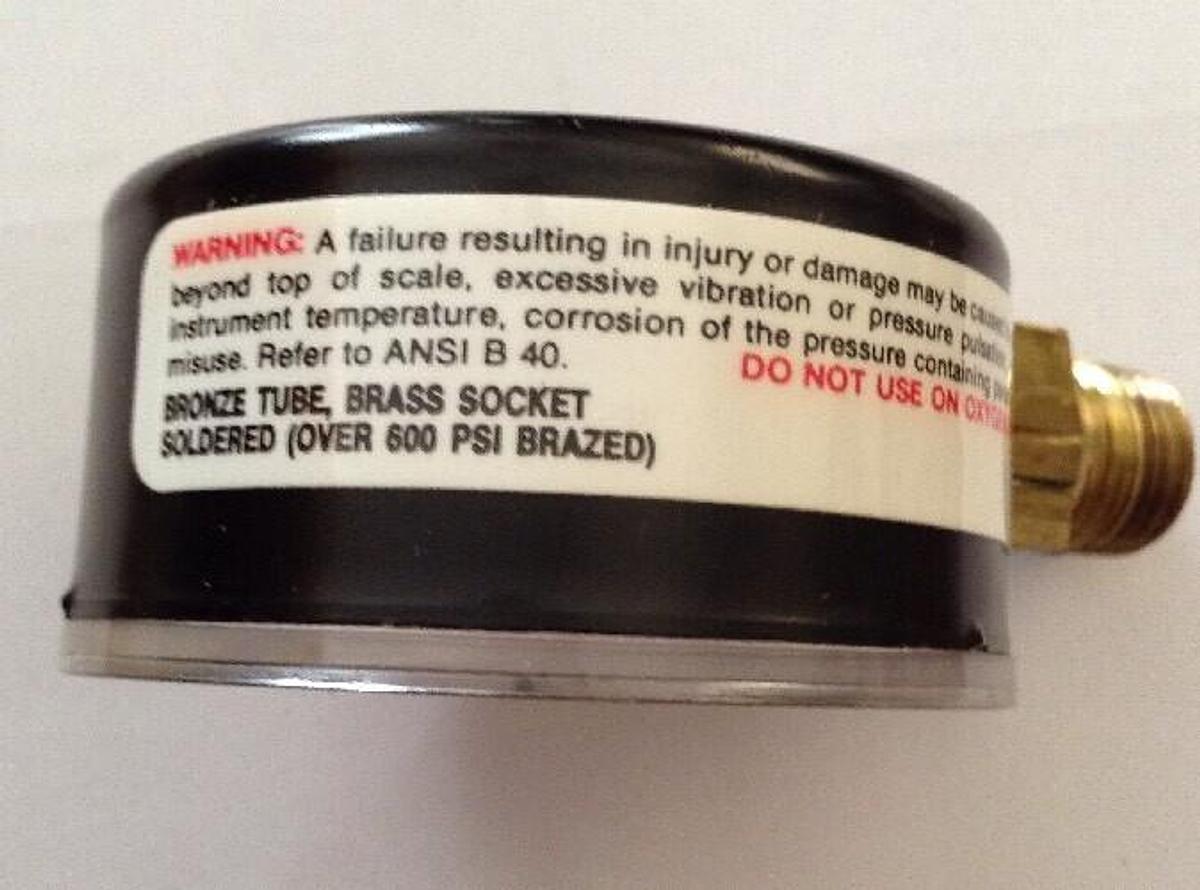 WARNING: A failure resulting in injury or damage may be
beyond top of scale, excessive vibration or pressure
instrument temperature, corrosion of the pressure containing
misuse. Refer to ANSI B 40.
DO NOT USE ON
BRONZE TUBE, BRASS SOCKET
SOLDERED (OVER 600 PSI BRAZED)